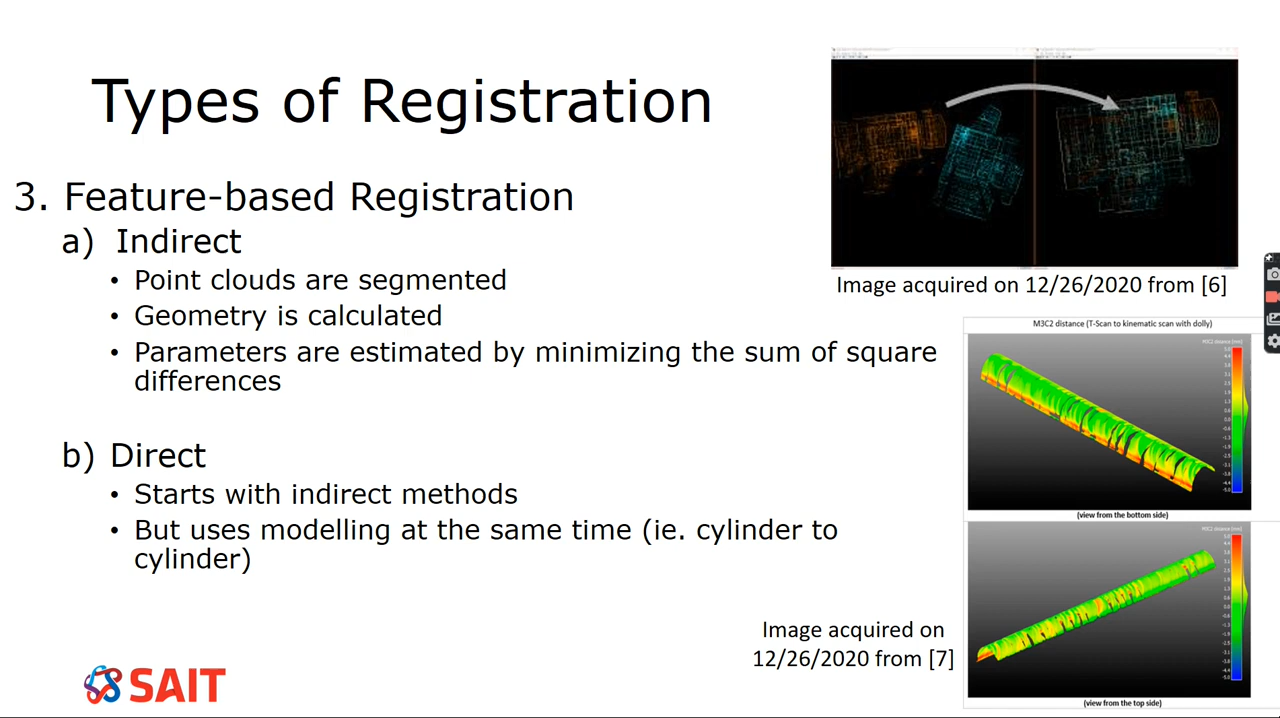 Types of Registration
3. Feature-based Registration
a) Indirect
• Point clouds are segmented
• Geometry is calculated
• Parameters are estimated by minimizing the sum of square
differences
b) Direct
• Starts with indirect methods
• But uses modelling at the same time (ie. cylinder to
cylinder)
Image acquired on 12/26/2020 from [6]
M3C2 distance (T-Scan to kinematic scan with dolly)
(view from the bottom side)
(view from the top side)
Image acquired on
12/26/2020 from [7]
SAIT